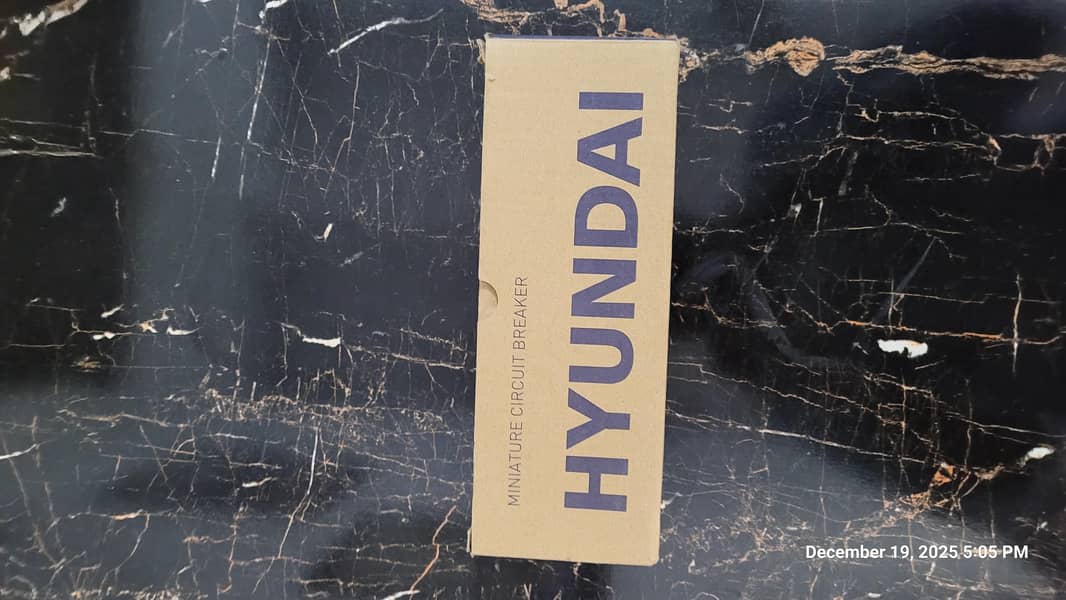 MINIATURE CIRCUIT BREAKER
HYUNDAI
December 19, 2025 5:05 PM